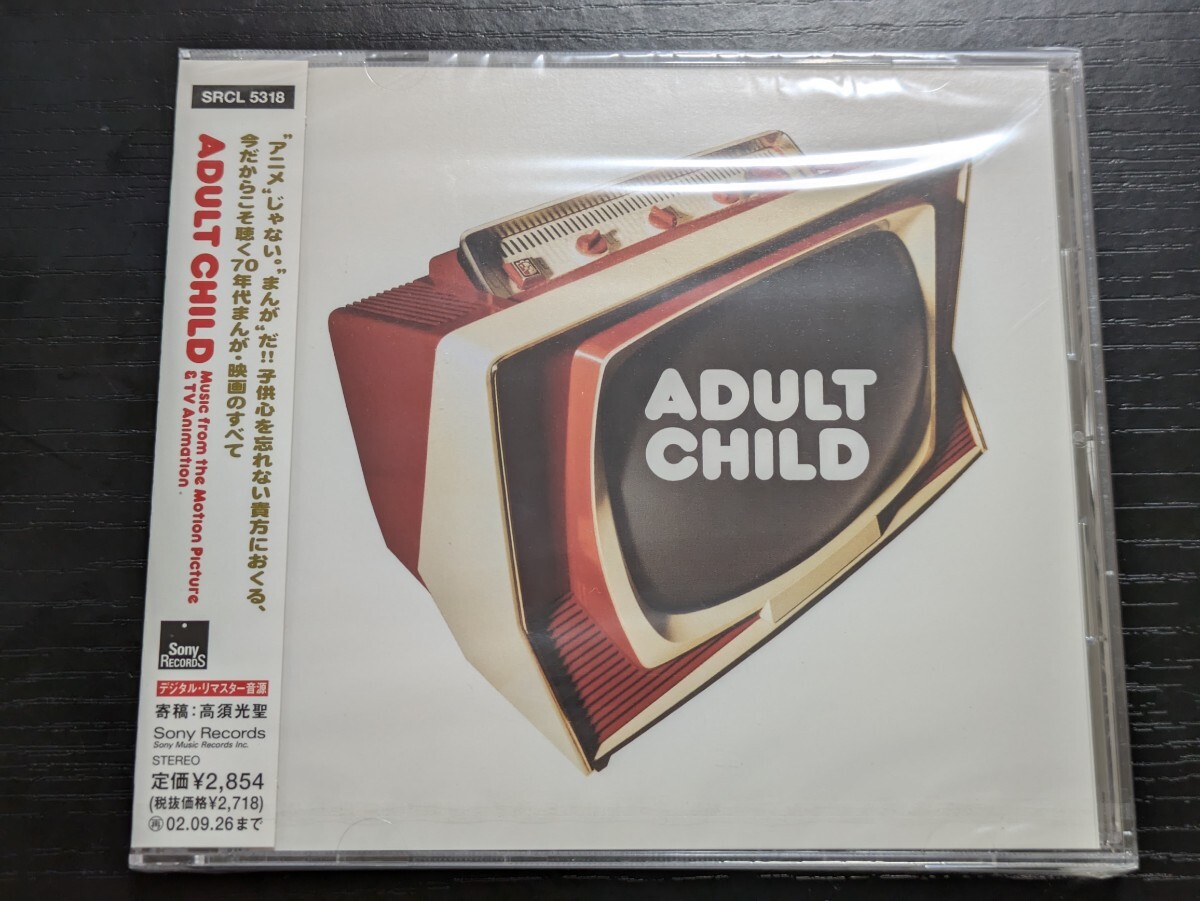 SRCL 5318
"アニメ"じゃない。"まんが"だ!!子供心を忘れない貴方におくる、
今だからこそ聴く70年代まんが・映画のすべて
ADULT CHILD
Music from the Motion Picture
& TV Animation
Sony
RECORDS
デジタル・リマスター音源
寄稿:高須光聖
Sony Records
Sony Music Records Inc.
STEREO
定価¥2,854
(税抜価格¥2,718)
再02.09.26まで
ADULT
CHILD